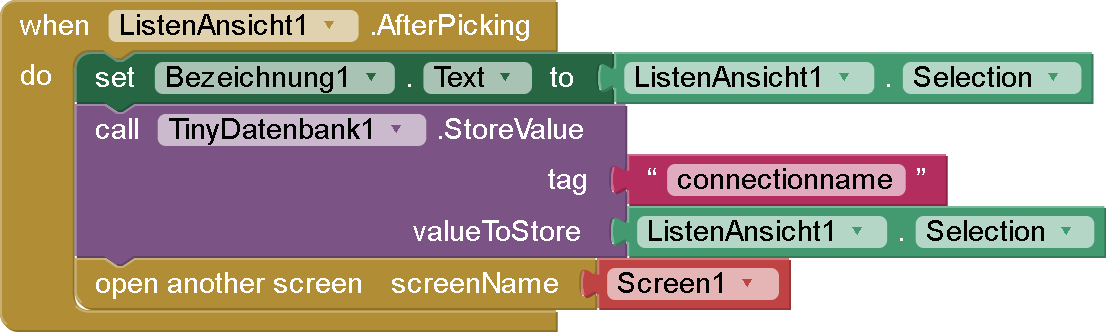 when ListenAnsicht1 .AfterPicking
do set Bezeichnung1 . Text to ListenAnsicht1 . Selection
call TinyDatenbank1 .StoreValue
tag “ connectionname ”
valueToStore ListenAnsicht1 . Selection
open another screen screenName Screen1